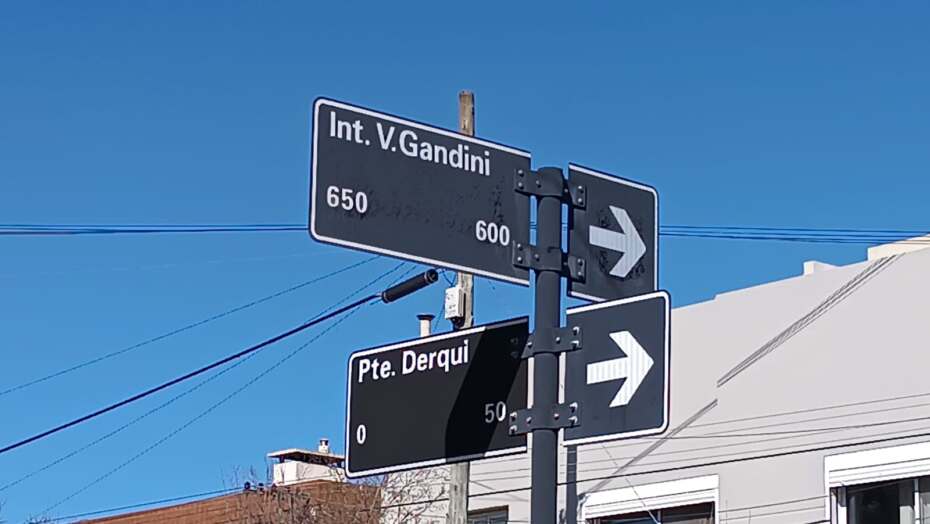 Int. V.Gandini
650 600
Pte. Derqui
0 50